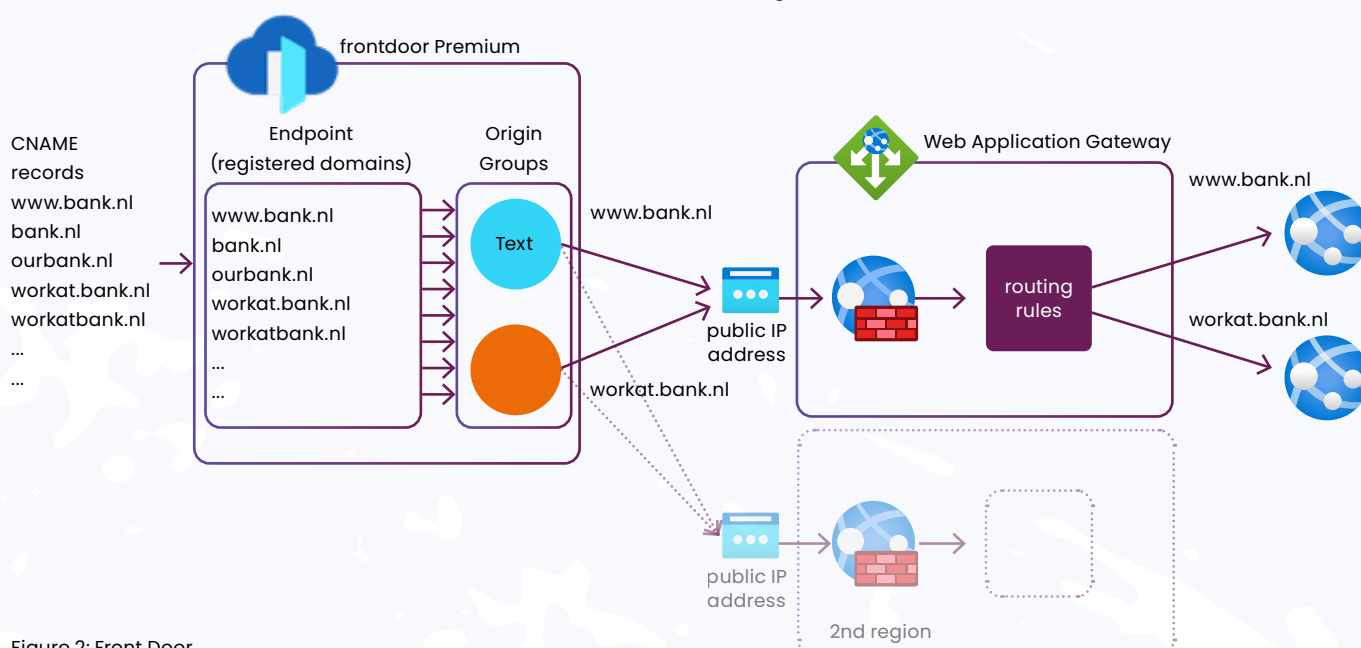 frontdoor Premium
CNAME
records
www.bank.nl
bank.nl
ourbank.nl
workat.bank.nl
workatbank.nl
...
...
Endpoint
(registered domains)
www.bank.nl
bank.nl
ourbank.nl
workat.bank.nl
workatbank.nl
...
...
Origin
Groups
Text
www.bank.nl
workat.bank.nl
public IP
address
Web Application Gateway
routing
rules
www.bank.nl
workat.bank.nl
public IP
address
2nd region
Figure 2: Front Door